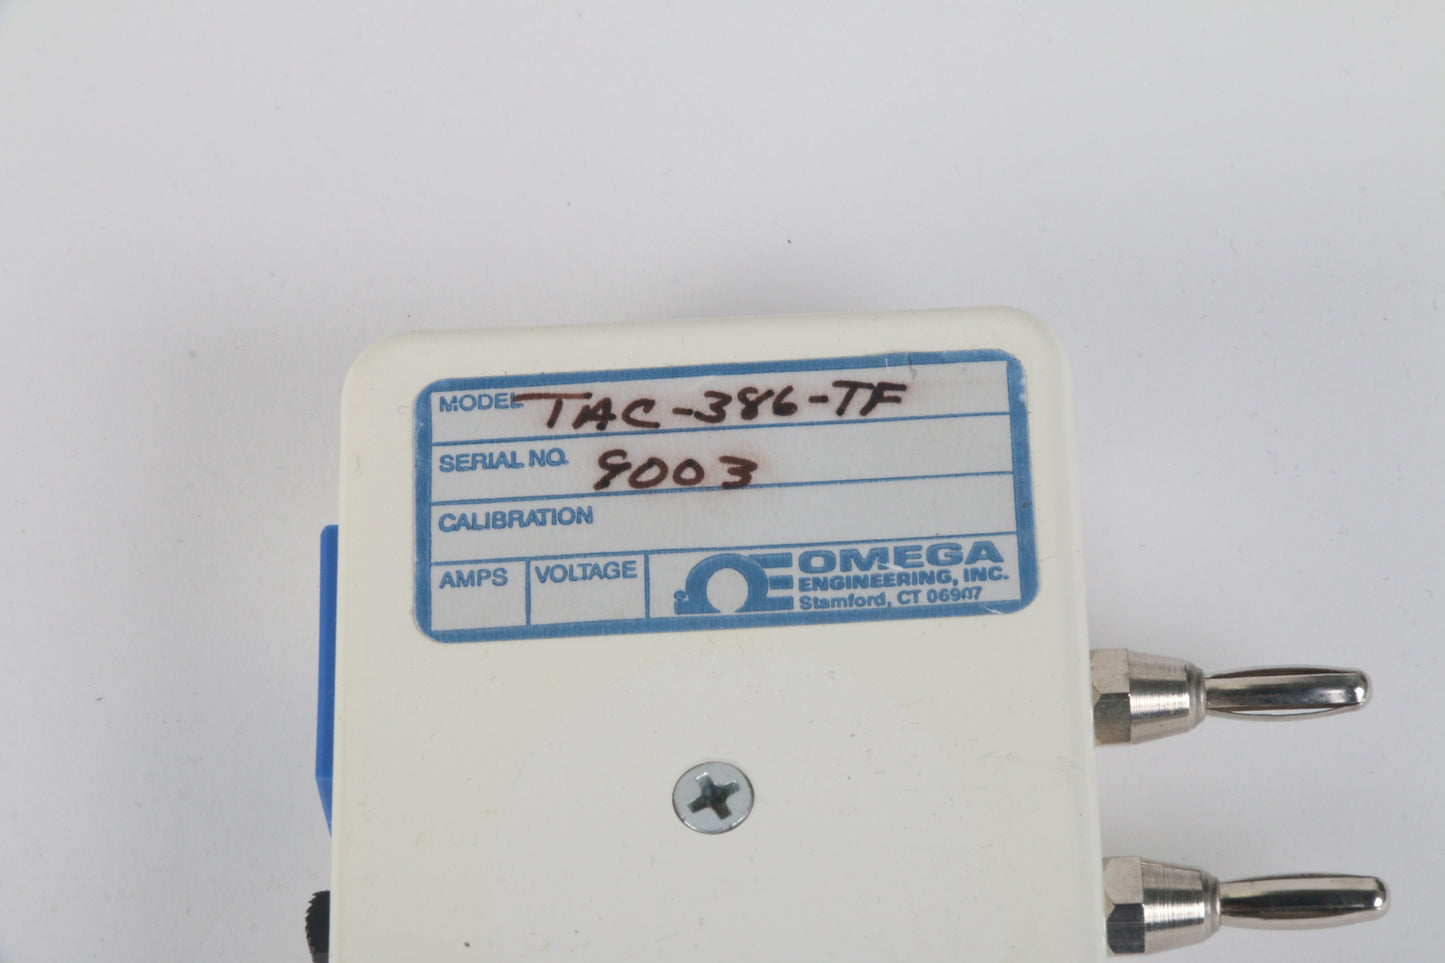 MODEL TAC-386-TF
SERIAL NO. 9003
CALIBRATION
AMPS VOLTAGE
OMEGA
ENGINEERING, INC.
Stamford, CT 06907